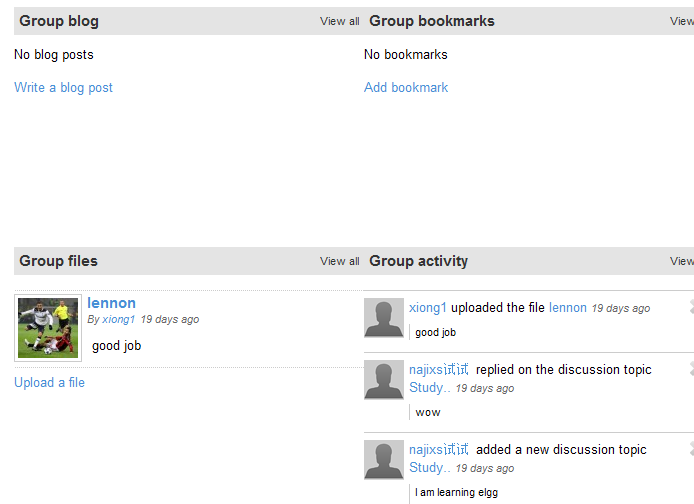 Group blog View all
No blog posts
Write a blog post
Group bookmarks View
No bookmarks
Add bookmark
Group files View all
lennon
By xiong1 19 days ago
good job
Upload a file
Group activity View
xiong1 uploaded the file lennon 19 days ago
good job
najixs试试 replied on the discussion topic
Study.. 19 days ago
wow
najixs试试 added a new discussion topic
Study.. 19 days ago
I am learning elgg